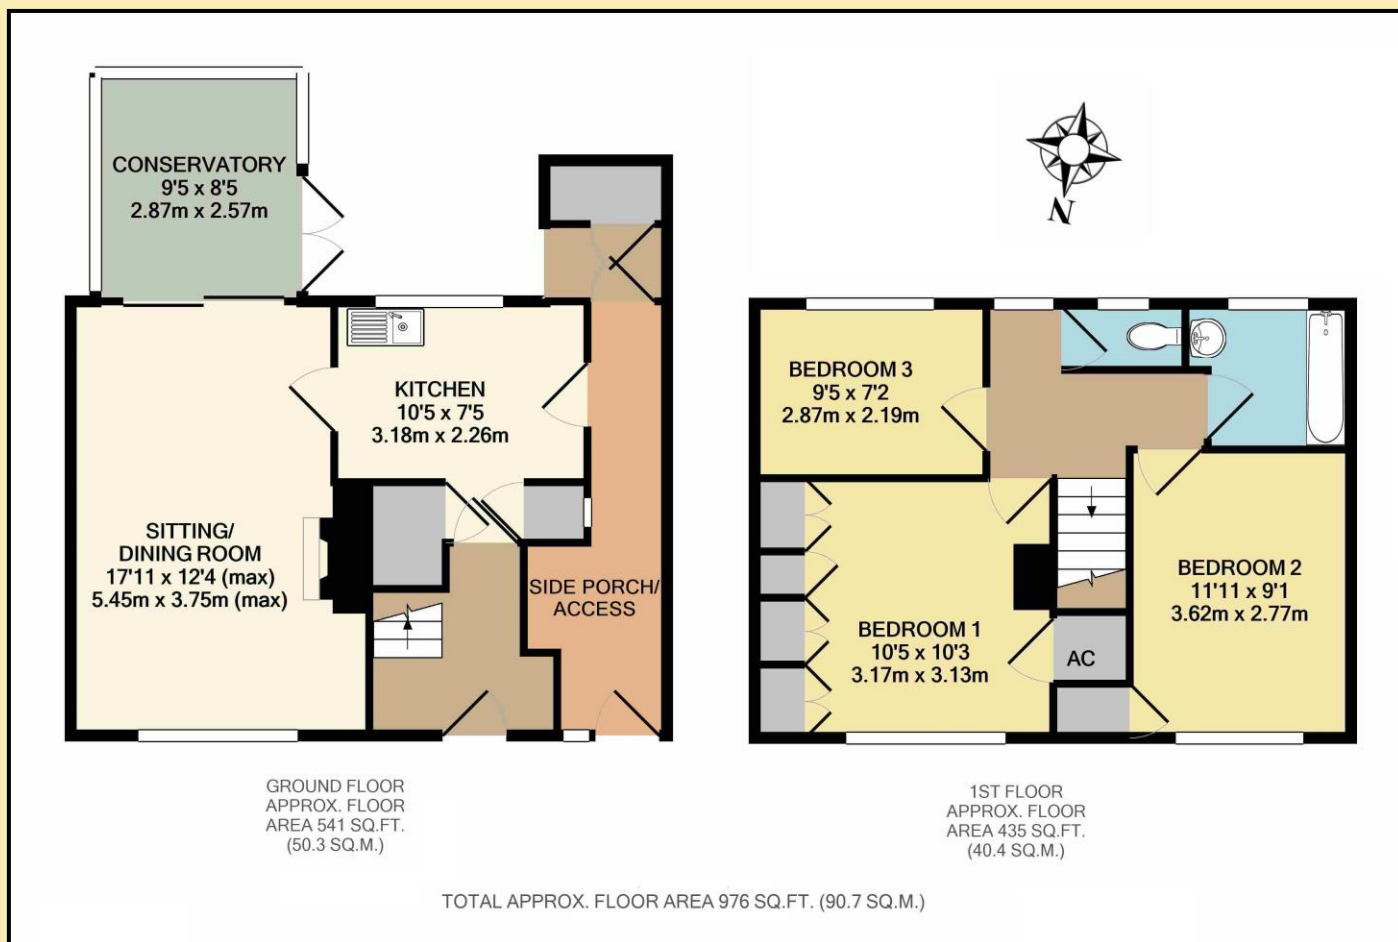 CONSERVATORY
9'5 x 8'5
2.87m x 2.57m
KITCHEN
10'5 x 7'5
3.18m x 2.26m
SITTING/
DINING ROOM
17'11 x 12'4 (max)
5.45m x 3.75m (max)
SIDE PORCH/
ACCESS
GROUND FLOOR
APPROX. FLOOR
AREA 541 SQ.FT.
(50.3 SQ.M.)
N
BEDROOM 3
9'5 x 7'2
2.87m x 2.19m
BEDROOM 2
11'11 x 9'1
3.62m x 2.77m
BEDROOM 1
10'5 x 10'3
3.17m x 3.13m
AC
1ST FLOOR
APPROX. FLOOR
AREA 435 SQ.FT.
(40.4 SQ.M.)
TOTAL APPROX. FLOOR AREA 976 SQ.FT. (90.7 SQ.M.)